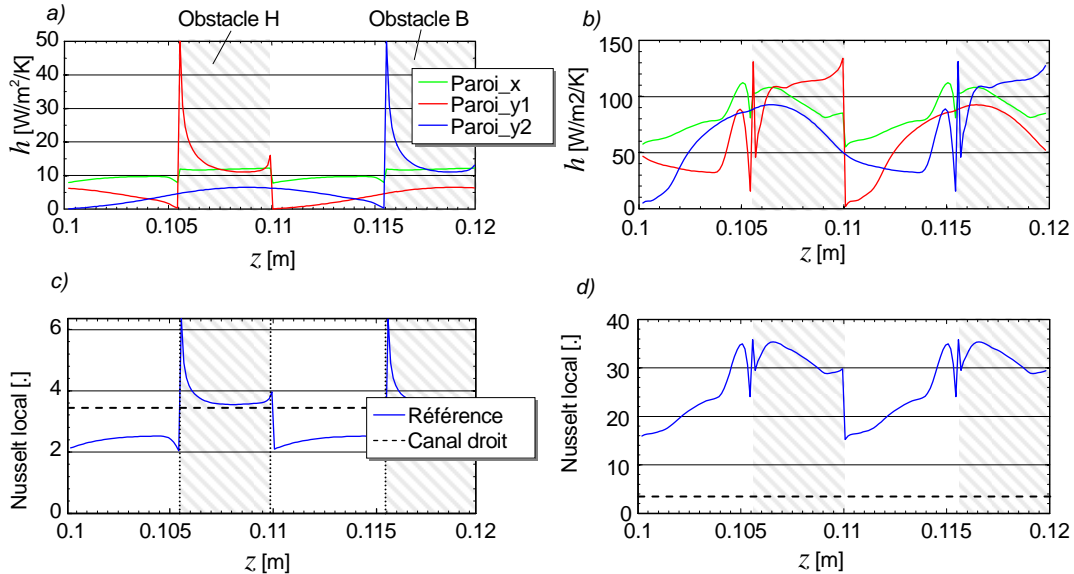 a)
Obstacle H
Obstacle B
b)
50
40
30
20
10
0
h [W/m²/K]
Paroi_x
Paroi_y1
Paroi_y2
0.1
0.105
0.11
0.115
0.12
z [m]
150
100
50
0
h [W/m2/K]
0.1
0.105
0.11
0.115
0.12
z [m]
c)
6
4
2
0
Nusselt local [.]
Référence
Canal droit
0.1
0.105
0.11
0.115
0.12
z [m]
d)
40
30
20
10
0
Nusselt local [.]
0.1
0.105
0.11
0.115
0.12
z [m]